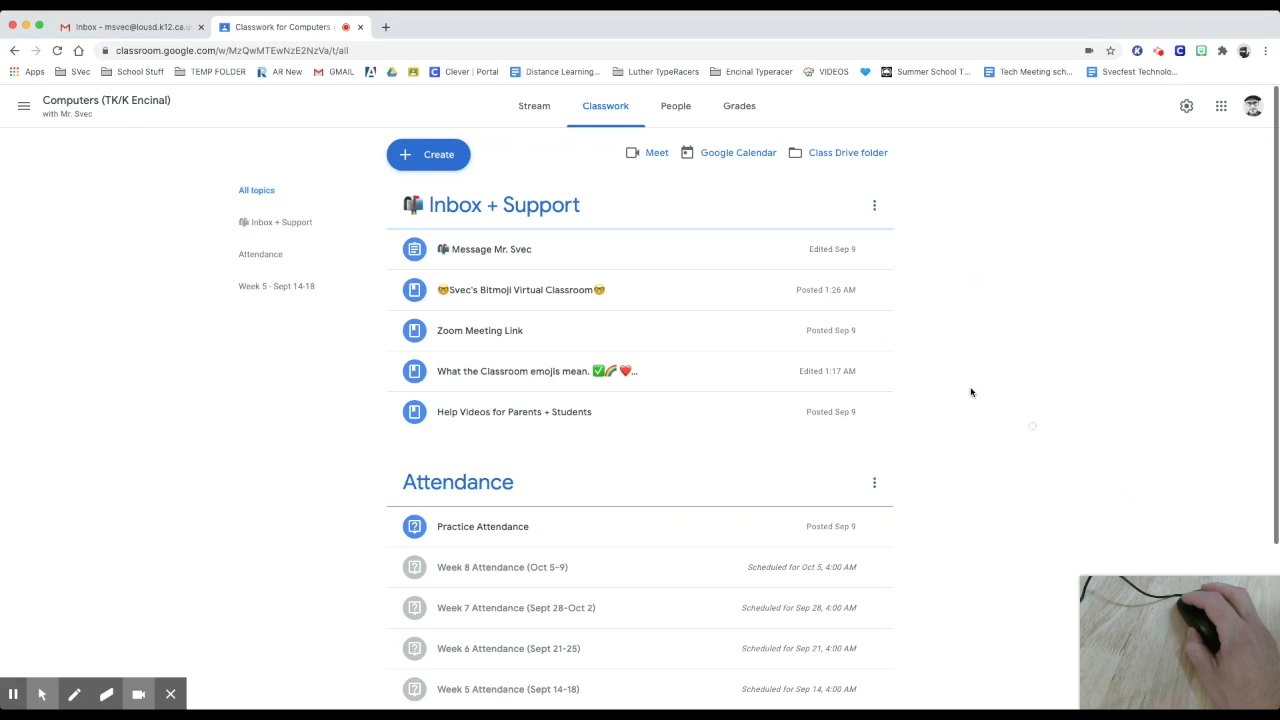 Inbox - msvec@lousd.k12.ca.u
Classwork for Computers
classroom.google.com/w/MzQwMTEwNzE2NzVa/t/all
Apps SVec School Stuff TEMP FOLDER AR New GMAIL Clever | Portal Distance Learning... Luther TypeRacers Encinal Typeracer VIDEOS Summer School T... Tech Meeting sch... Svecfest Technolo...
Computers (TK/K Encinal)
with Mr. Svec
Stream Classwork People Grades
Create
Meet Google Calendar Class Drive folder
All topics
📬 Inbox + Support
Attendance
Week 5 - Sept 14-18
📬 Inbox + Support
📬 Message Mr. Svec Edited Sep 9
🤓Svec's Bitmoji Virtual Classroom🤓 Posted 1:26 AM
Zoom Meeting Link Posted Sep 9
What the Classroom emojis mean. ✅🌈❤️... Edited 1:17 AM
Help Videos for Parents + Students Posted Sep 9
Attendance
Practice Attendance Posted Sep 9
Week 8 Attendance (Oct 5-9) Scheduled for Oct 5, 4:00 AM
Week 7 Attendance (Sept 28-Oct 2) Scheduled for Sep 28, 4:00 AM
Week 6 Attendance (Sept 21-25) Scheduled for Sep 21, 4:00 AM
Week 5 Attendance (Sept 14-18) Scheduled for Sep 14, 4:00 AM